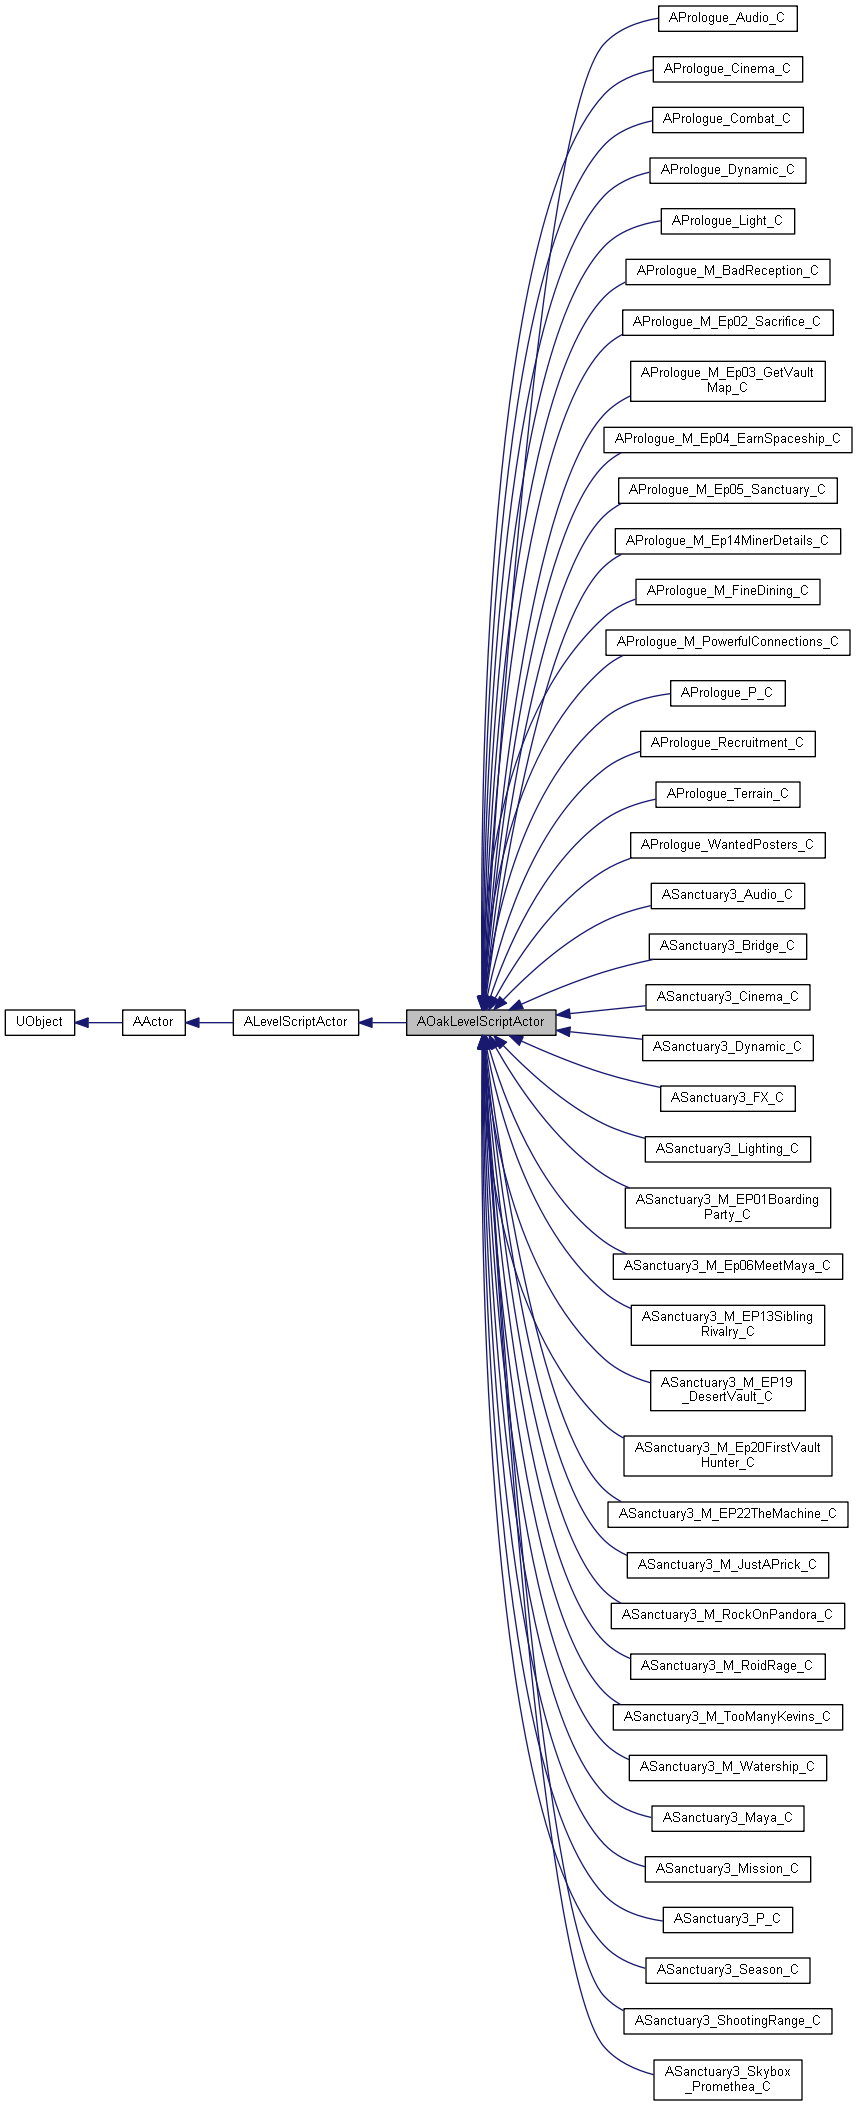 APrologue_Audio_C
APrologue_Cinema_C
APrologue_Combat_C
APrologue_Dynamic_C
APrologue_Light_C
APrologue_M_BadReception_C
APrologue_M_Ep02_Sacrifice_C
APrologue_M_Ep03_GetVault
Map_C
APrologue_M_Ep04_EarnSpaceship_C
APrologue_M_Ep05_Sanctuary_C
APrologue_M_Ep14MinerDetails_C
APrologue_M_FineDining_C
APrologue_M_PowerfulConnections_C
APrologue_P_C
APrologue_Recruitment_C
APrologue_Terrain_C
APrologue_WantedPosters_C
ASanctuary3_Audio_C
ASanctuary3_Bridge_C
ASanctuary3_Cinema_C
UObject
AActor
ALevelScriptActor
AOakLevelScriptActor
ASanctuary3_Dynamic_C
ASanctuary3_FX_C
ASanctuary3_Lighting_C
ASanctuary3_M_EP01Boarding
Party_C
ASanctuary3_M_Ep06MeetMaya_C
ASanctuary3_M_EP13Sibling
Rivalry_C
ASanctuary3_M_EP19
_DesertVault_C
ASanctuary3_M_Ep20FirstVault
Hunter_C
ASanctuary3_M_EP22TheMachine_C
ASanctuary3_M_JustAPrick_C
ASanctuary3_M_RockOnPandora_C
ASanctuary3_M_RoidRage_C
ASanctuary3_M_TooManyKevins_C
ASanctuary3_M_Watership_C
ASanctuary3_Maya_C
ASanctuary3_Mission_C
ASanctuary3_P_C
ASanctuary3_Season_C
ASanctuary3_ShootingRange_C
ASanctuary3_Skybox
_Promethea_C